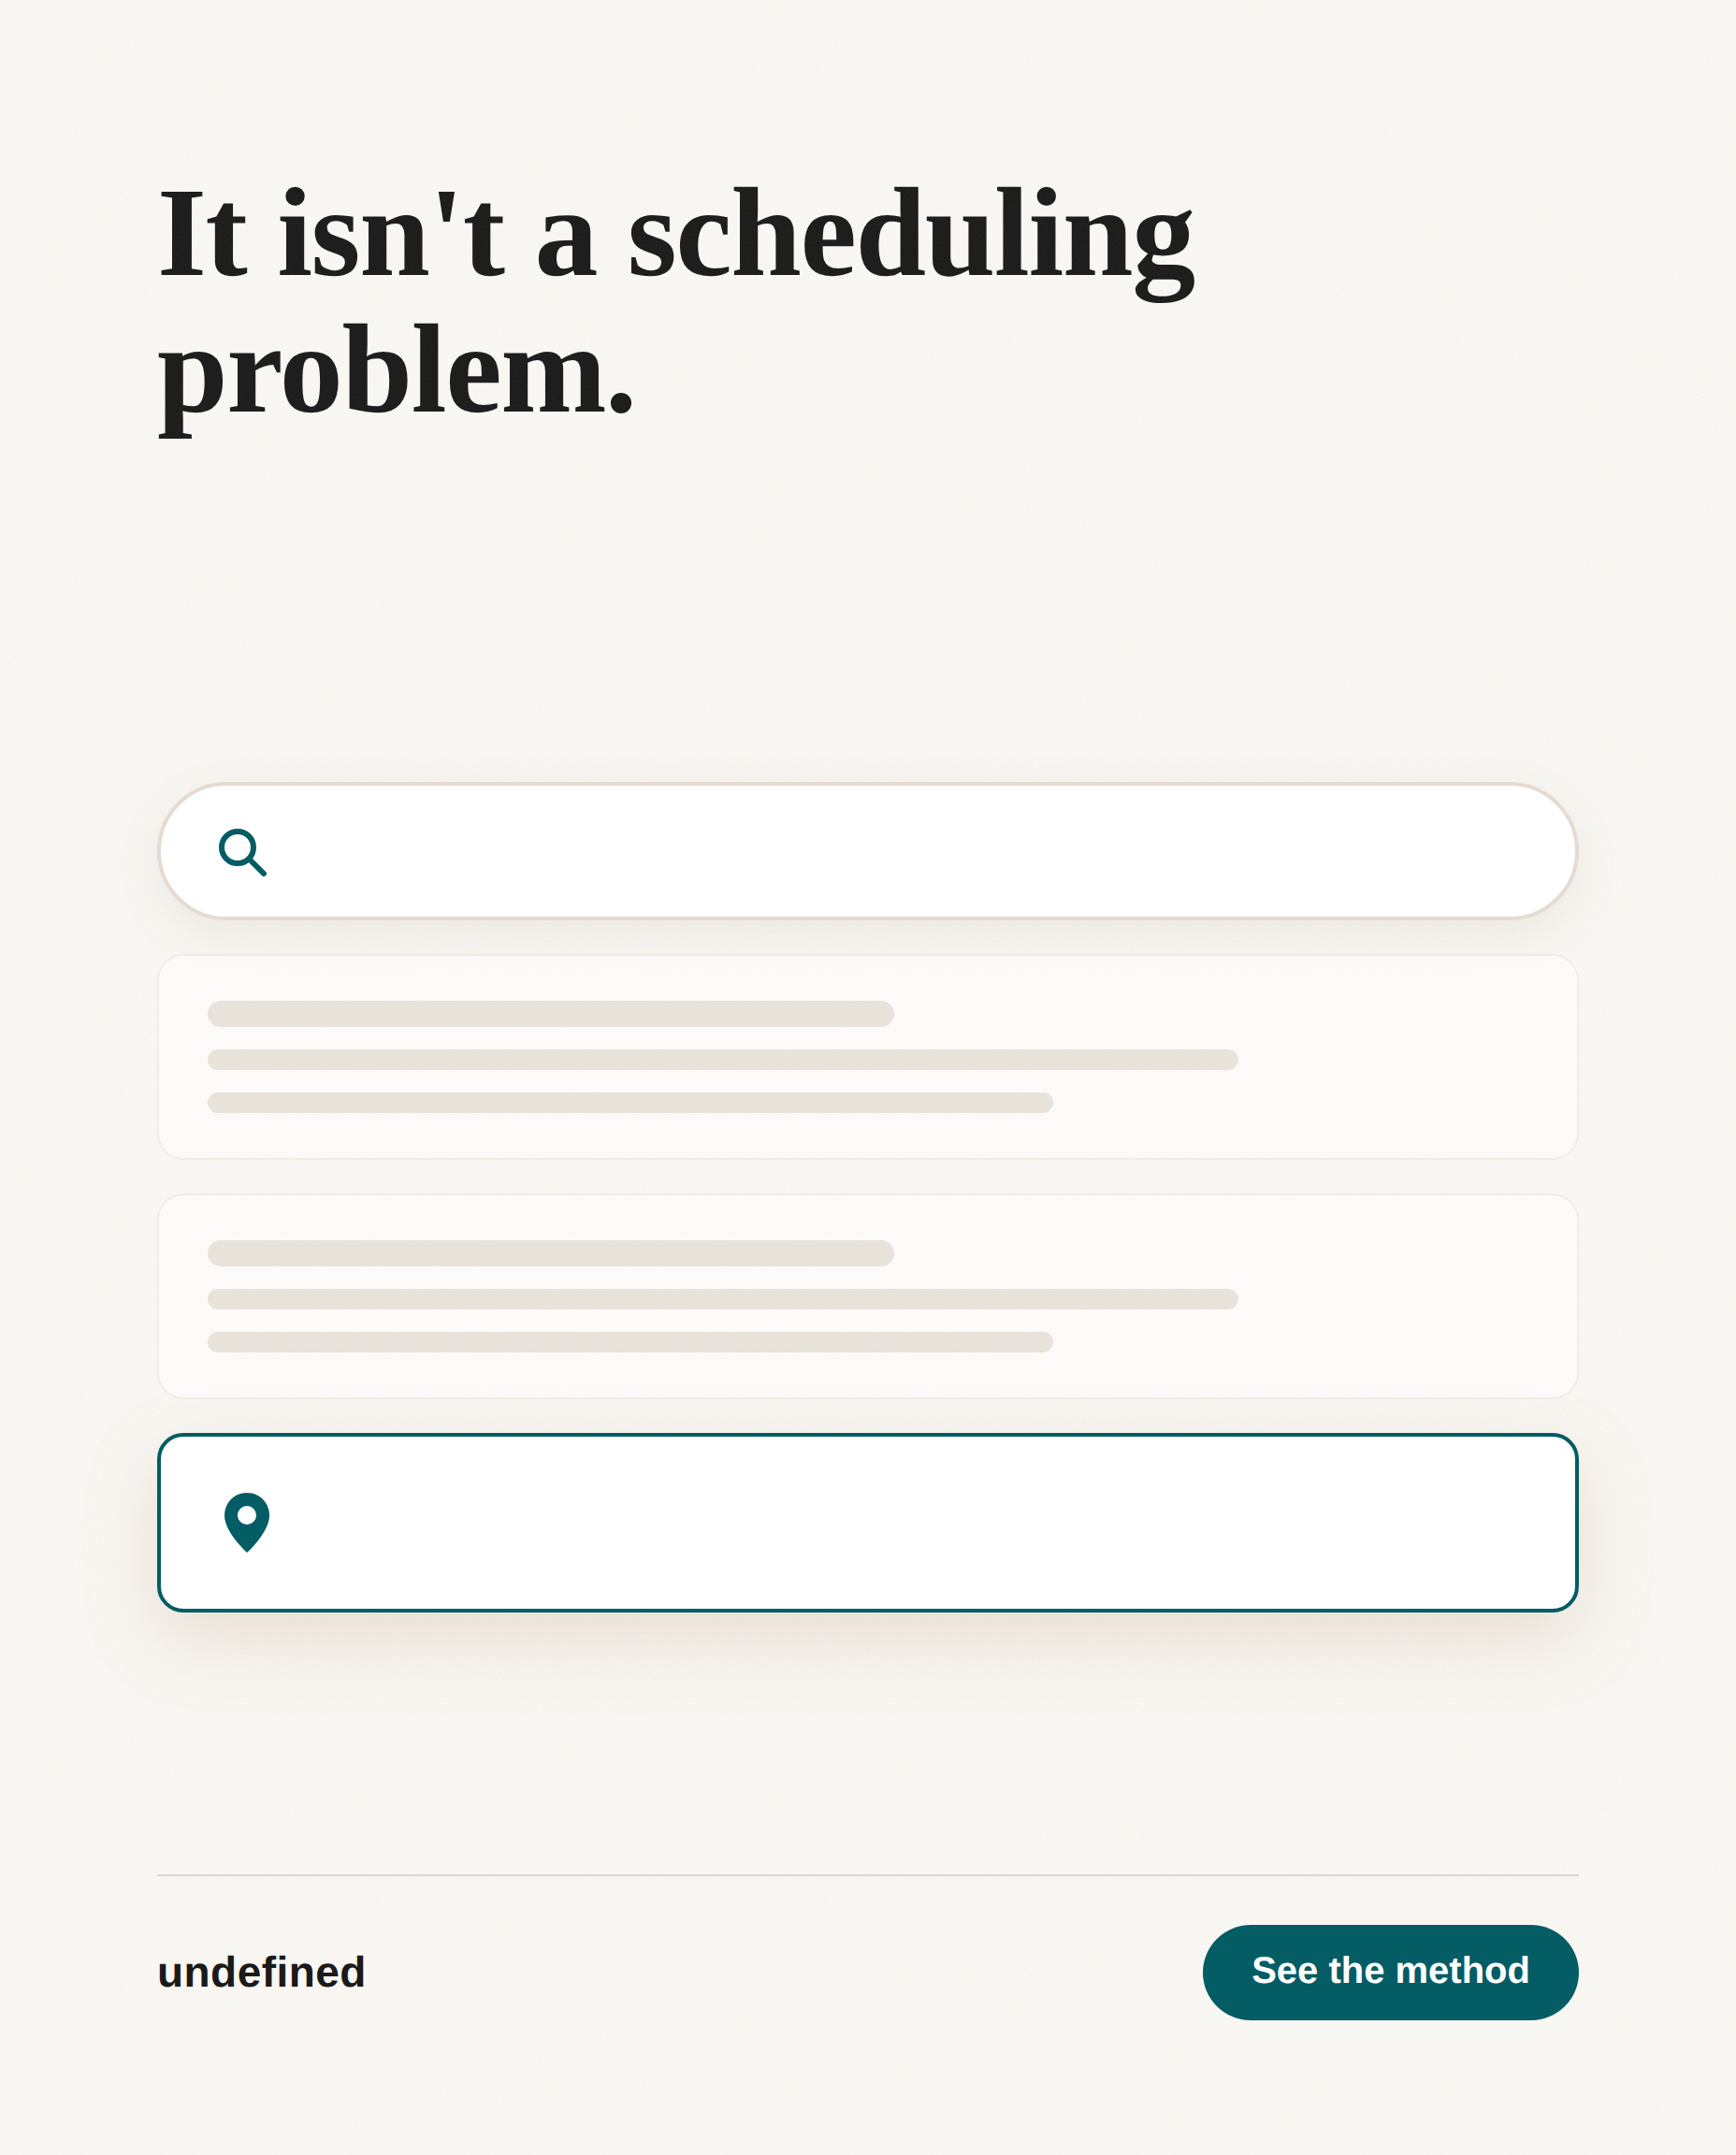 It isn't a scheduling
problem.
undefined
See the method